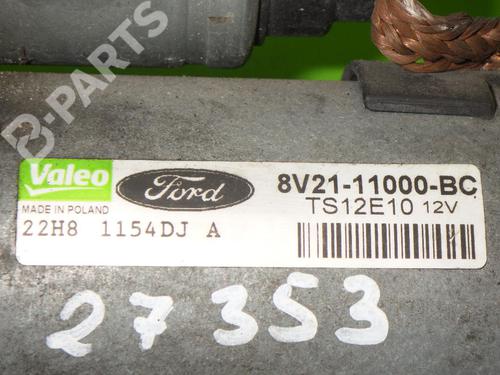 B-PARTS
Valeo
Ford
8V21-11000-BC
MADE IN POLAND
TS12E10 12V
22H8 1154DJ A
27353